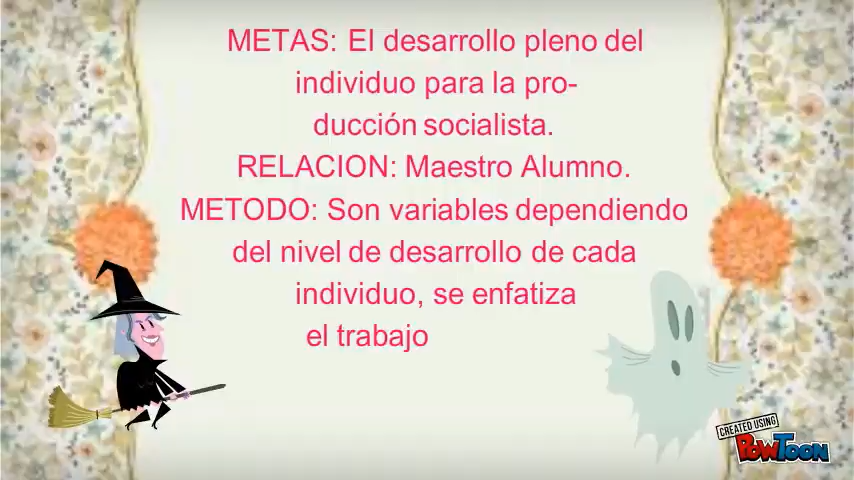 METAS: El desarrollo pleno del
individuo para la pro-
ducción socialista.
RELACION: Maestro Alumno.
METODO: Son variables dependiendo
del nivel de desarrollo de cada
individuo, se enfatiza
el trabajo
CREATED USING
POWTOON